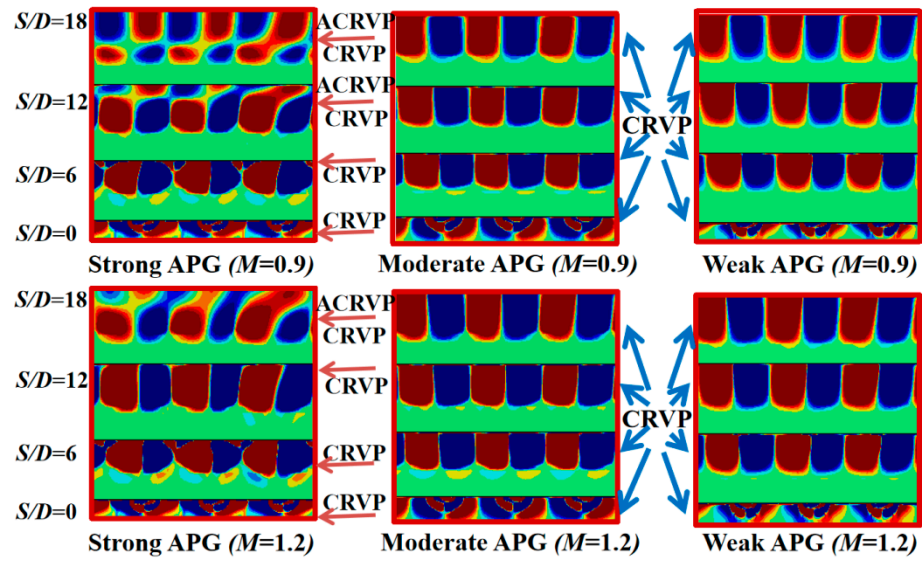 S/D=18
ACRVP
CRVP
ACRVP
S/D=12
CRVP
CRVP
S/D=6
CRVP
CRVP
S/D=0
Strong APG (M=0.9)
Moderate APG (M=0.9)
Weak APG (M=0.9)
S/D=18
ACRVP
CRVP
S/D=12
CRVP
CRVP
S/D=6
CRVP
CRVP
S/D=0
Strong APG (M=1.2)
Moderate APG (M=1.2)
Weak APG (M=1.2)